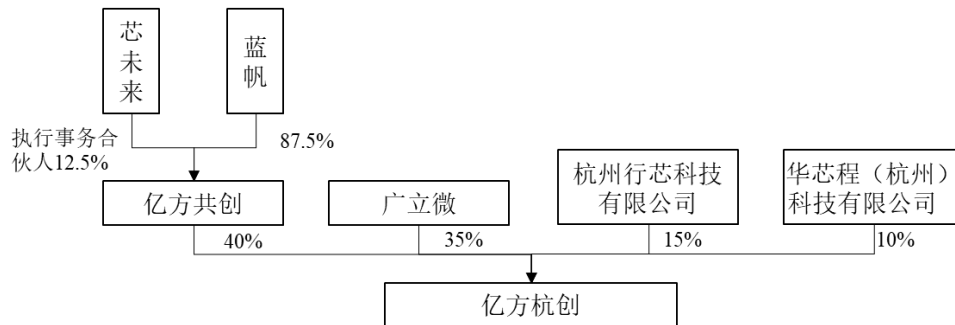 芯
未
来
蓝
帆
执行事务合
伙人12.5%
87.5%
亿方共创
广立微
杭州行芯科技
有限公司
华芯程（杭州）
科技有限公司
40%
35%
15%
10%
亿方杭创